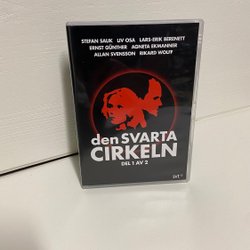 STEFAN SAUK LIV OSA LARS-ERIK BERENETT
ERNST GÜNTHER AGNETA EKMANNER
ALLAN SVENSSON RIKARD WOLFF
den SVARTA
CIRKELN
DEL 1 AV 2
svt